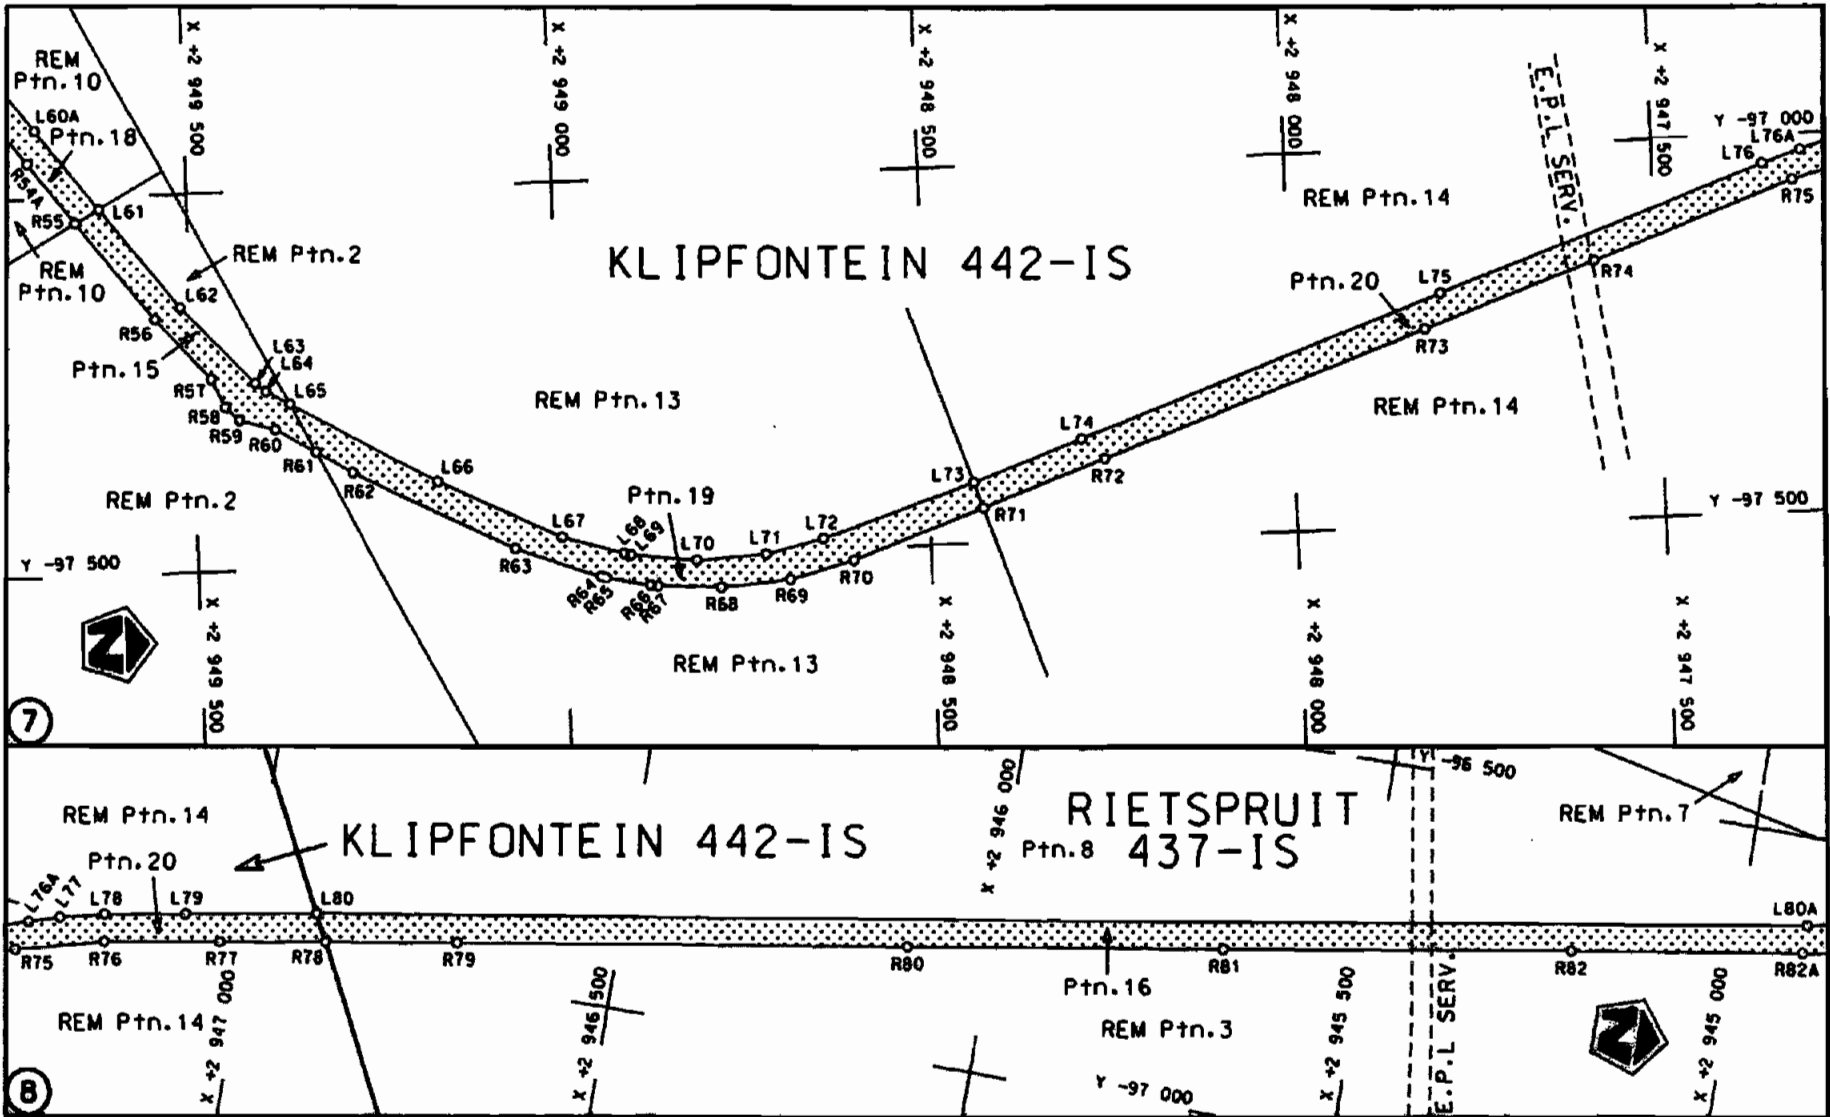 X +2 949 500
X +2 949 000
X +2 948 500
X +2 948 000
X +2 947 500
REM
Ptn.10
L60A
Ptn.18
E.P.L SERV.
Y -97 000
L76A
L76
R54A
R55
L61
R75
REM Ptn.14
REM Ptn.2
KLIPFONTEIN 442-IS
REM
Ptn.10
L62
R74
Ptn.20
L75
R56
Ptn.15
L63
L64
R73
R57
L65
REM Ptn.13
REM Ptn.14
R58
R59
R60
R61
L74
R62
L66
L73
R72
REM Ptn.2
Ptn.19
R71
Y -97 500
L67
L68
L69
L70
L71
L72
R63
R70
Y -97 500
R64
R65
R66
R67
R68
R69
X +2 949 500
X +2 948 500
X +2 948 000
X +2 947 500
N
REM Ptn.13
7
X +2 946 000
Y -96 500
RIETSPRUIT
437-IS
REM Ptn.14
KLIPFONTEIN 442-IS
REM Ptn.7
Ptn.8
Ptn.20
L76A
L77
L78
L79
L80
L80A
R75
R76
R77
R78
R79
R80
R81
R82
R82A
Ptn.16
REM Ptn.14
REM Ptn.3
X +2 947 000
X +2 946 500
X +2 945 500
E.P.L SERV.
X +2 945 000
N
Y -97 000
8